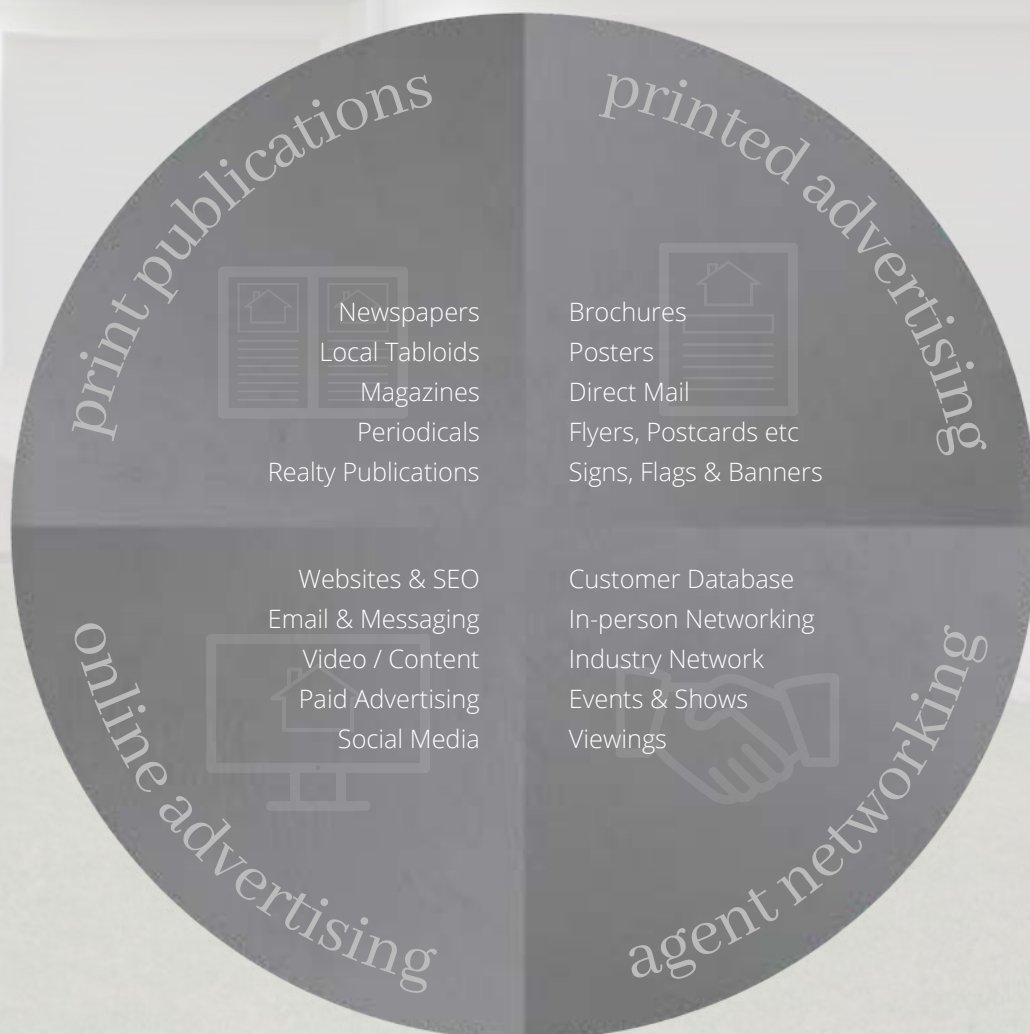 print publications
Newspapers
Local Tabloids
Magazines
Periodicals
Realty Publications
printed advertising
Brochures
Posters
Direct Mail
Flyers, Postcards etc
Signs, Flags & Banners
online advertising
Websites & SEO
Email & Messaging
Video / Content
Paid Advertising
Social Media
agent networking
Customer Database
In-person Networking
Industry Network
Events & Shows
Viewings